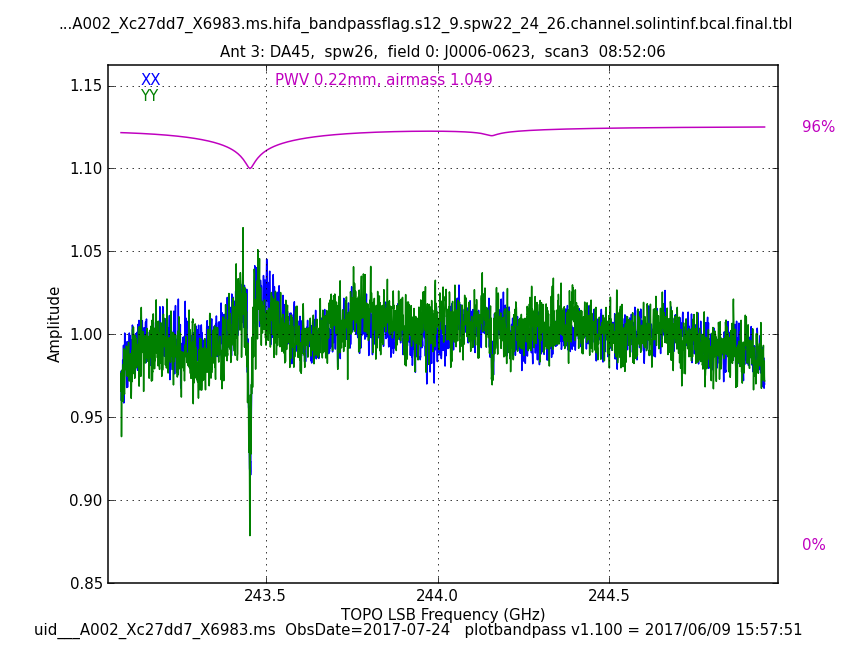 ...A002_Xc27dd7_X6983.ms.hifa_bandpassflag.s12_9.spw22_24_26.channel.solintinf.bcal.final.tbl
Ant 3: DA45,  spw26,  field 0: J0006-0623,  scan3  08:52:06
XX
PWV 0.22mm, airmass 1.049
YY
1.15
96%
1.10
1.05
1.00
Amplitude
0.95
0.90
0%
0.85
243.5
244.0
244.5
TOPO LSB Frequency (GHz)
uid___A002_Xc27dd7_X6983.ms  ObsDate=2017-07-24   plotbandpass v1.100 = 2017/06/09 15:57:51